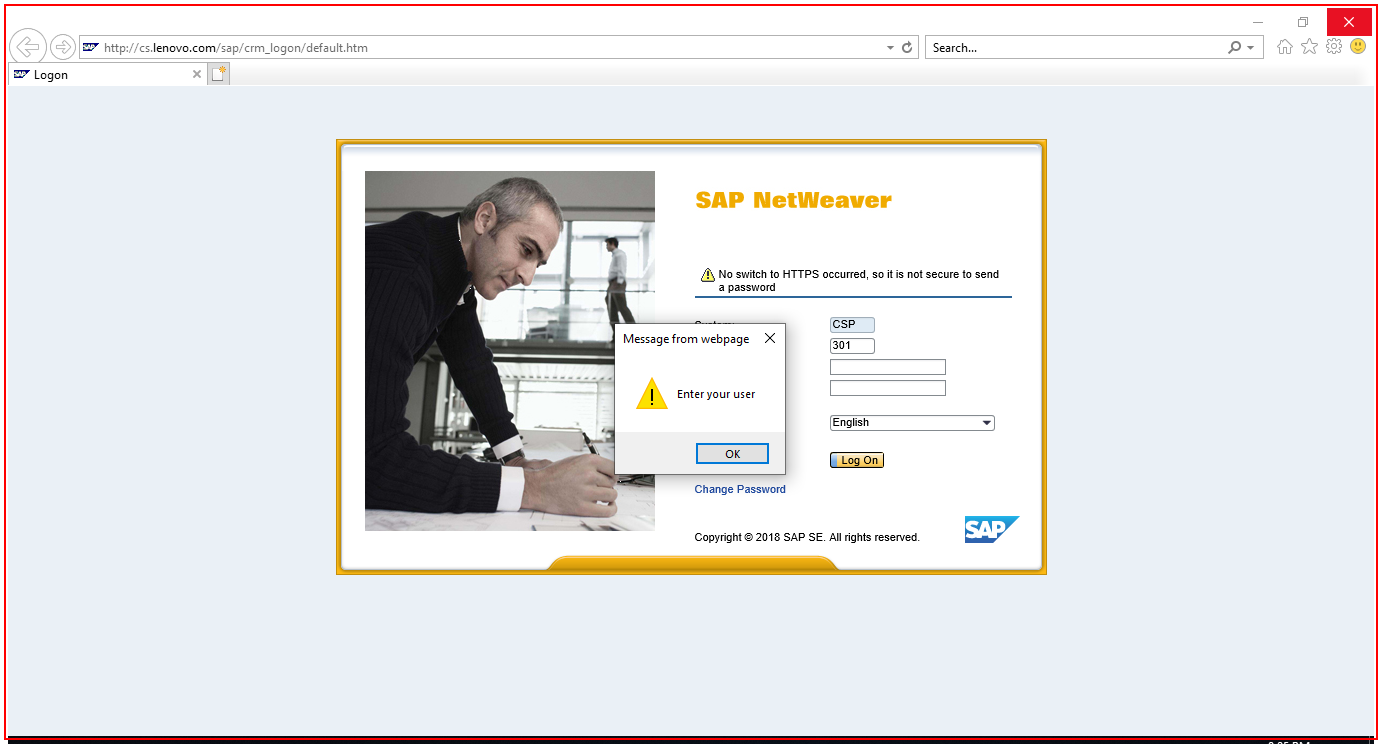 http://cs.lenovo.com/sap/crm_logon/default.htm
Search...
Logon
SAP NetWeaver
No switch to HTTPS occurred, so it is not secure to send
a password
CSP
Message from webpage
301
Enter your user
English
OK
Log On
Change Password
SAP
Copyright © 2018 SAP SE. All rights reserved.